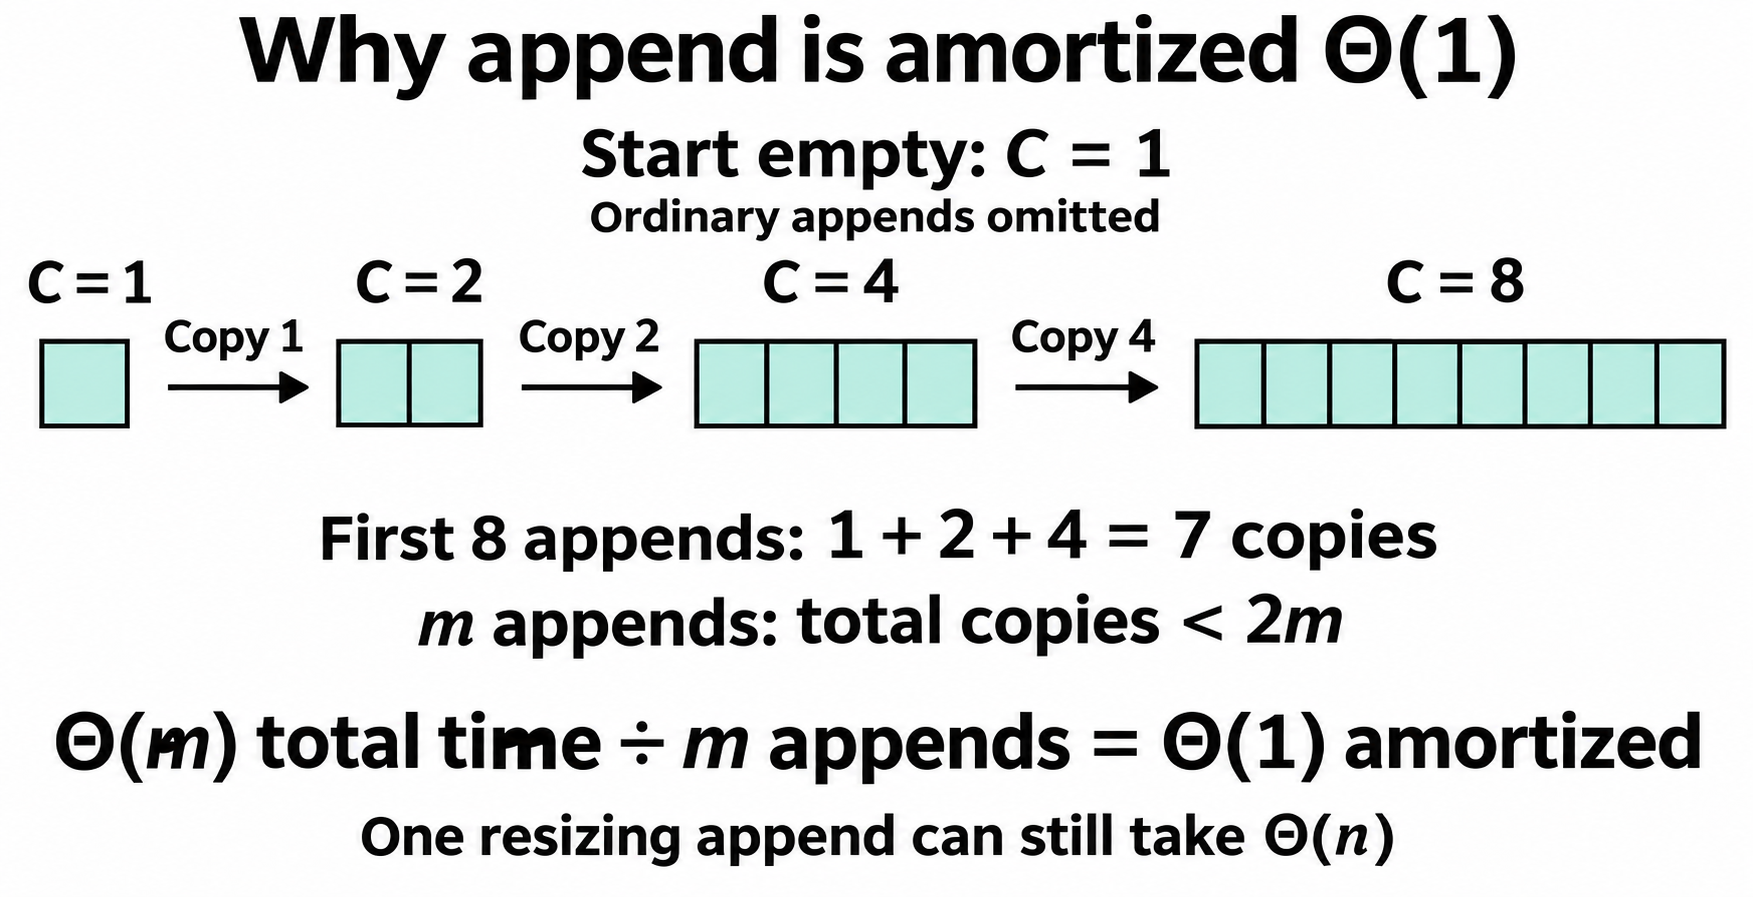 Why append is amortized Θ(1)
Start empty: C = 1
Ordinary appends omitted
C = 1
C = 2
C = 4
C = 8
Copy 1
Copy 2
Copy 4
First 8 appends: 1 + 2 + 4 = 7 copies
m appends: total copies < 2m
Θ(m) total time ÷ m appends = Θ(1) amortized
One resizing append can still take Θ(n)